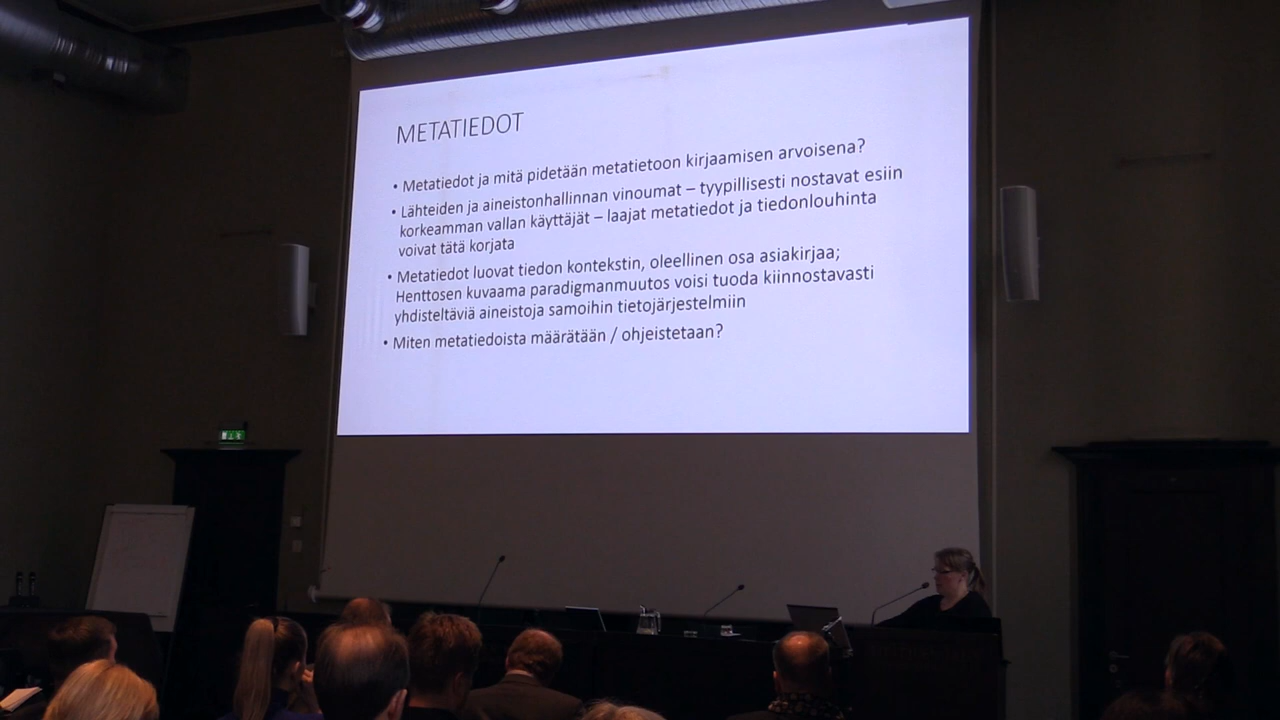 METATIEDOT
• Metatiedot ja mitä pidetään metatietoon kirjaamisen arvoisena?
• Lähteiden ja aineistonhallinnan vinoumat – tyypillisesti nostavat esiin
korkeamman vallan käyttäjät – laajat metatiedot ja tiedonlouhinta
voivat tätä korjata
• Metatiedot luovat tiedon kontekstin, oleellinen osa asiakirjaa;
Henttosen kuvaama paradigmanmuutos voisi tuoda kiinnostavasti
yhdisteltäviä aineistoja samoihin tietojärjestelmiin
• Miten metatiedoista määrätään / ohjeistetaan?